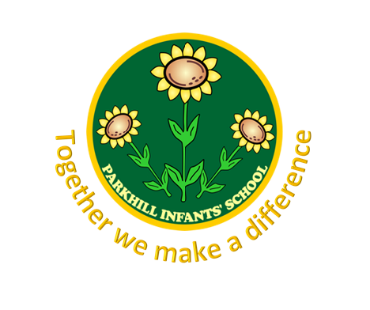 PARKHILL INFANTS' SCHOOL
Together we make a difference